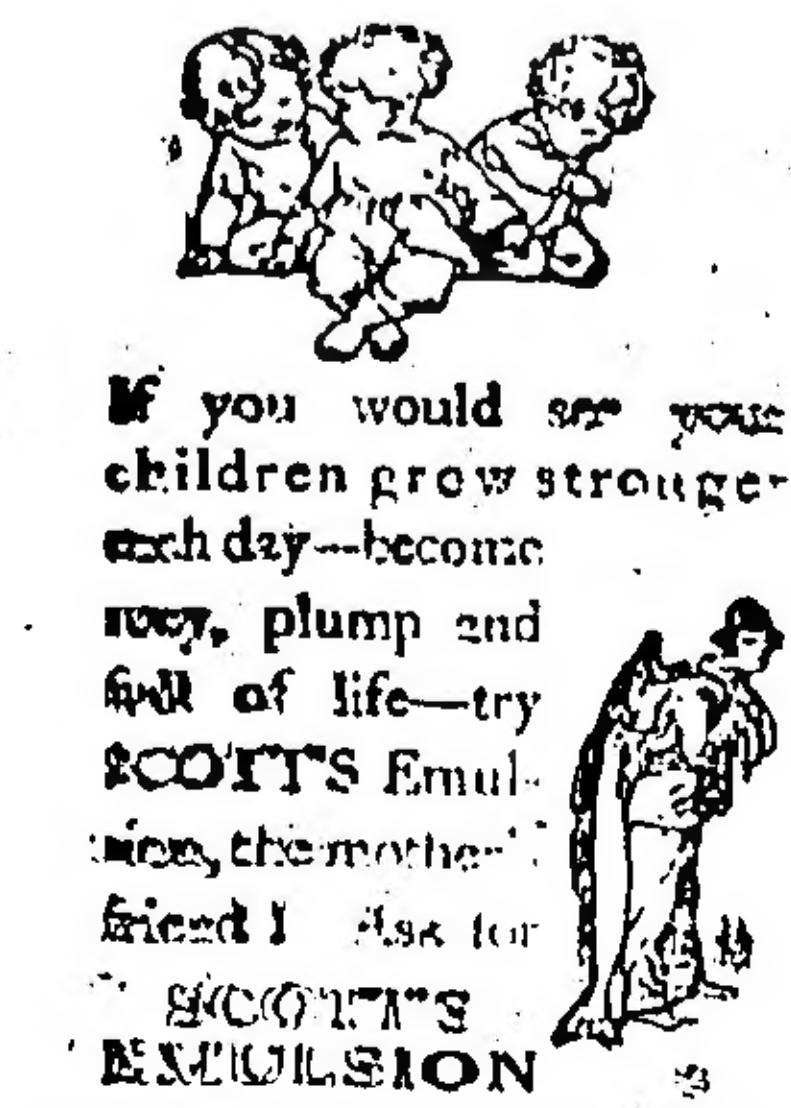 If you would see your
children grow stronger
each day—become
rosy, plump and
full of life—try
SCOTT'S Emul-
sion, the mother's
friend! Ask for
SCOTT'S
EMULSION